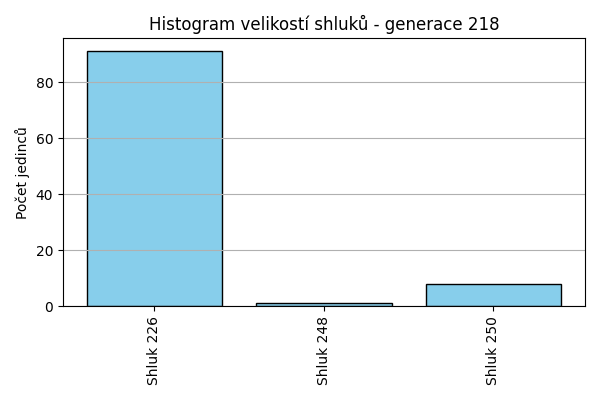 Histogram velikostí shluků - generace 218
Počet jedinců
80
60
40
20
0
Shluk 226
Shluk 248
Shluk 250